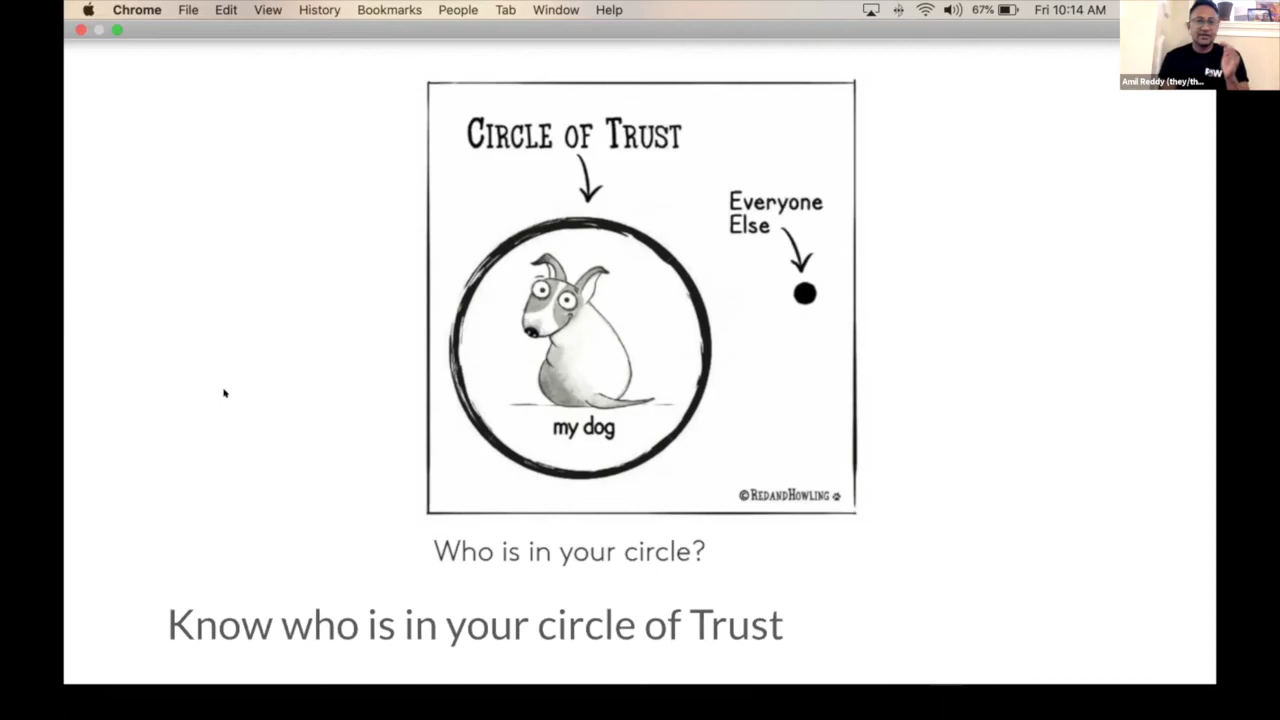 Chrome File Edit View History Bookmarks People Tab Window Help 67% Fri 10:14 AM
Amil Reddy (they/th...
CIRCLE OF TRUST
Everyone
Else
my dog
©REDANDHOWLING
Who is in your circle?
Know who is in your circle of Trust